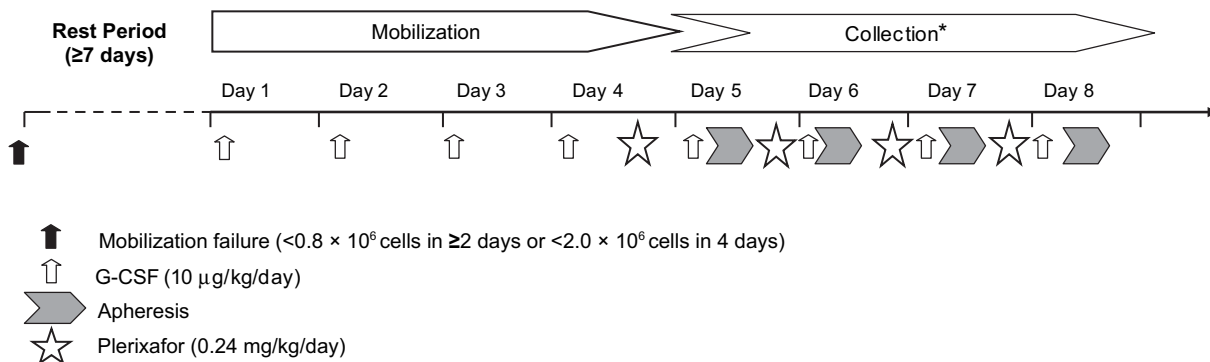 Rest Period
(≥7 days)
Mobilization
Collection*
Day 1 Day 2 Day 3 Day 4 Day 5 Day 6 Day 7 Day 8
Mobilization failure (<0.8 × 10⁶ cells in ≥2 days or <2.0 × 10⁶ cells in 4 days)
G-CSF (10 μg/kg/day)
Apheresis
Plerixafor (0.24 mg/kg/day)